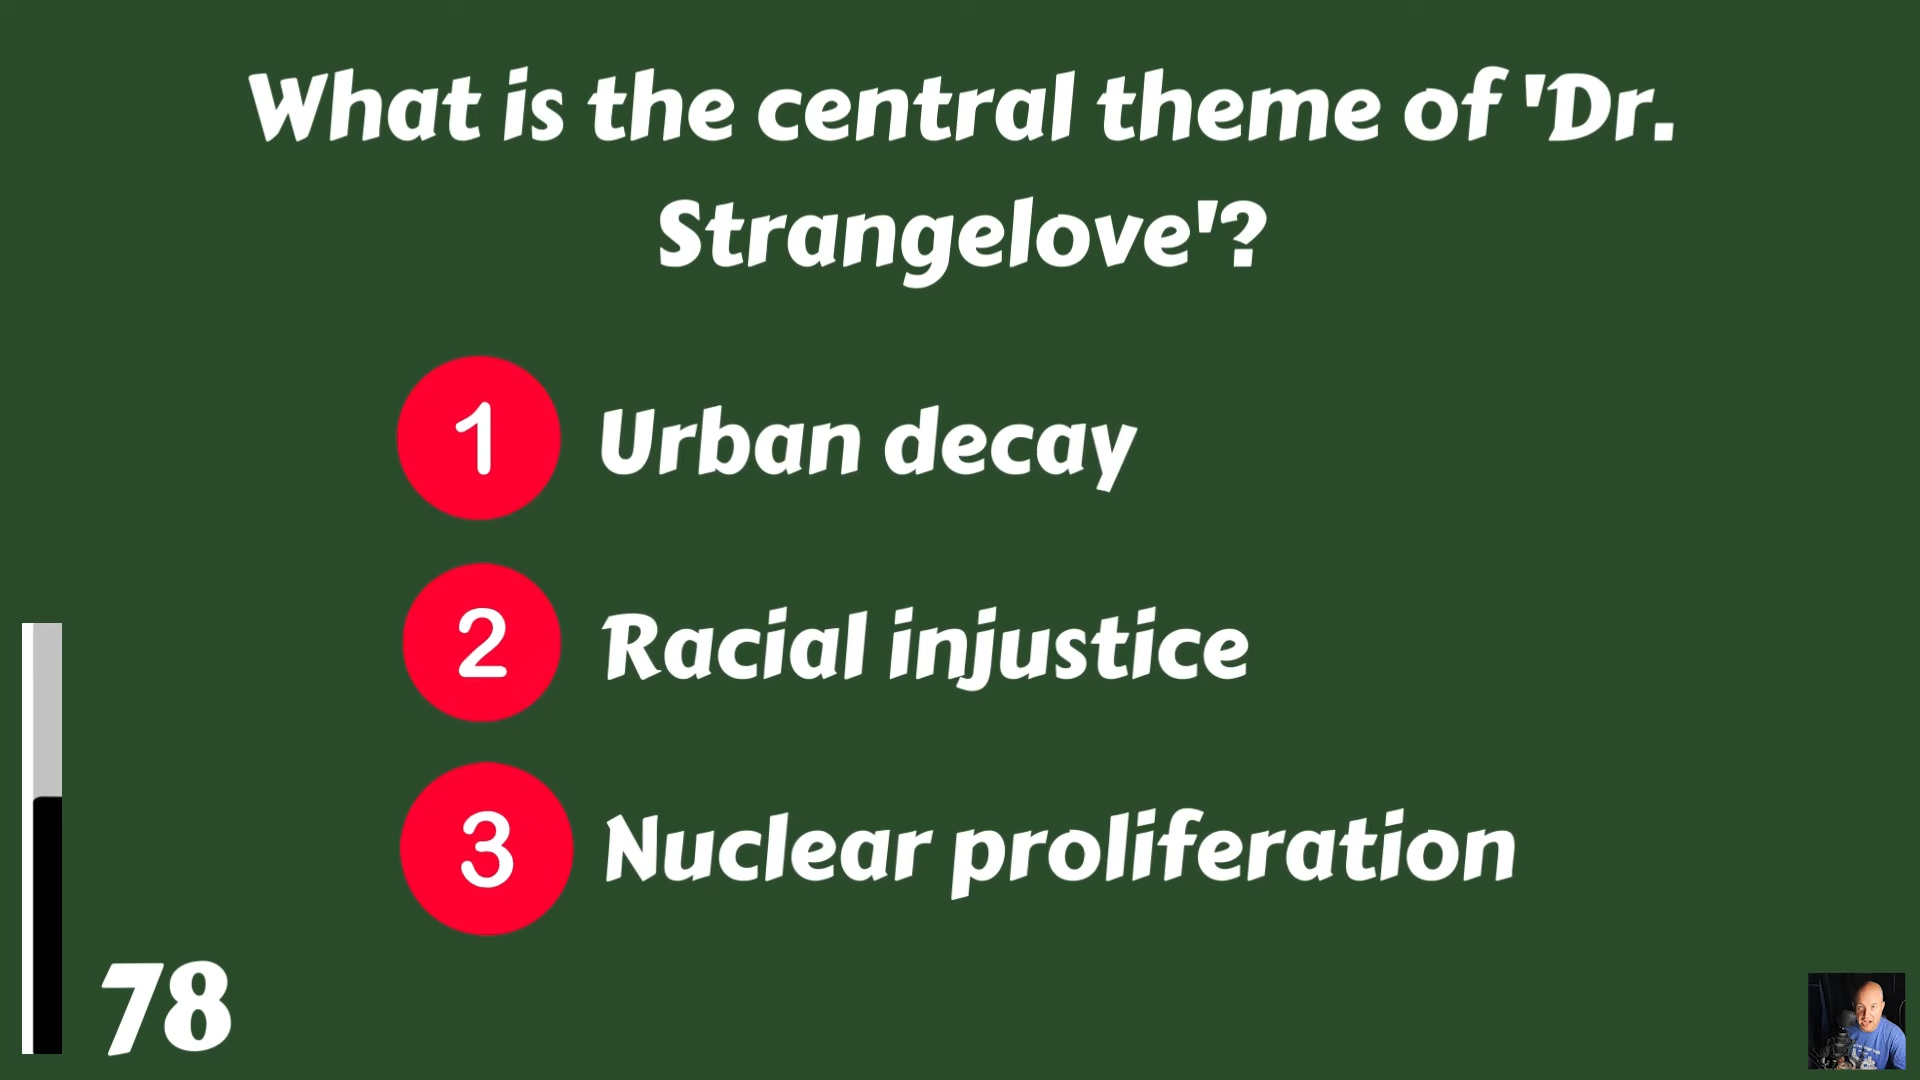 What is the central theme of 'Dr.
Strangelove'?
1 Urban decay
2 Racial injustice
3 Nuclear proliferation
78